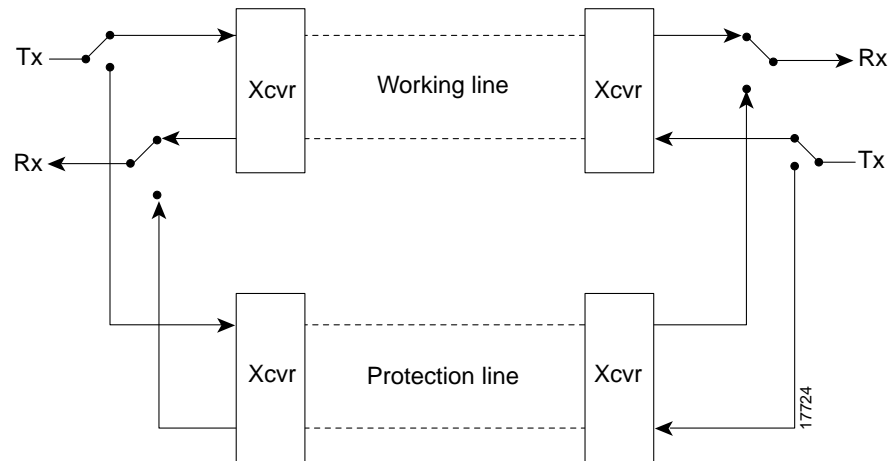 Tx
Xcvr
Working line
Xcvr
Rx
Rx
Tx
Xcvr
Protection line
Xcvr
17724